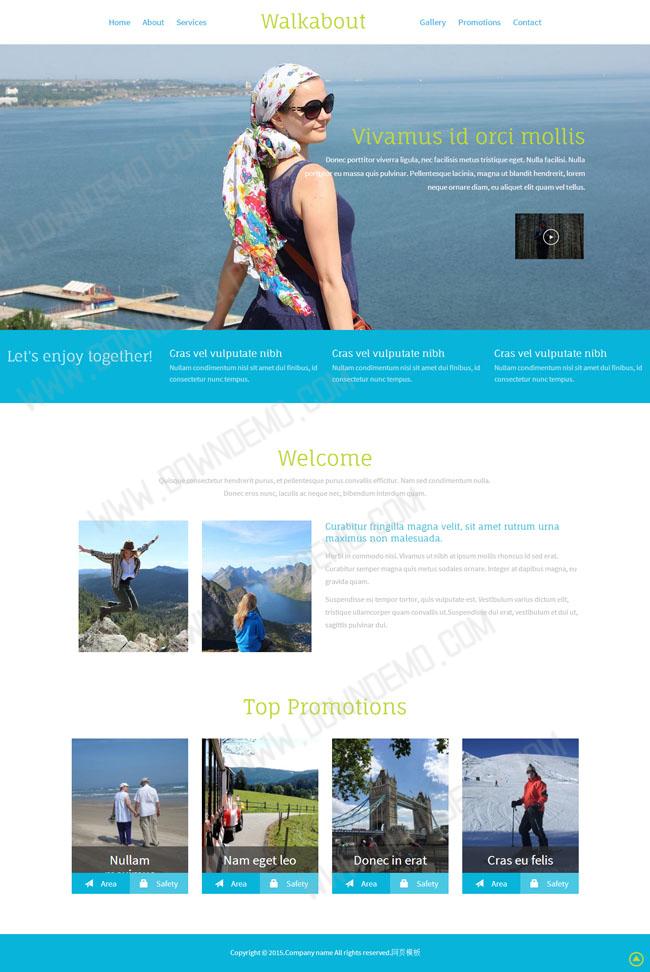 Home About Services Walkabout Gallery Promotions Contact
Vivamus id orci mollis
Donec porttitor viverra ligula, nec facilisis metus tristique eget. Nulla facilisi. Nulla
porttitor eu massa quis pulvinar. Pellentesque lacinia, magna ut blandit hendrerit, lorem
neque ornare diam, eu aliquet elit quam vel tellus.
Let's enjoy together!
Cras vel vulputate nibh
Nullam condimentum nisi sit amet dui finibus, id
consectetur nunc tempus.
Cras vel vulputate nibh
Nullam condimentum nisi sit amet dui finibus, id
consectetur nunc tempus.
Cras vel vulputate nibh
Nullam condimentum nisi sit amet dui finibus, id
consectetur nunc tempus.
Welcome
Quisque consectetur hendrerit purus, et pellentesque purus convallis efficitur. Nam sed condimentum nulla.
Donec eros nunc, iaculis ac neque nec, bibendum interdum quam.
Curabitur fringilla magna velit, sit amet rutrum urna
maximus non malesuada.
Morbi in commodo nisi. Vivamus ut nibh at ipsum mollis rhoncus id sed erat.
Curabitur semper magna quis metus sodales ornare. Integer at dapibus magna, eu
gravida quam.
Suspendisse eu tempor tortor, quis vulputate est. Vestibulum varius dictum elit,
tristique ullamcorper quam convallis ut.Suspendisse dui erat, vestibulum et dui ut,
sagittis pulvinar dui.
Top Promotions
Nullam
Area Safety
Nam eget leo
Area Safety
Donec in erat
Area Safety
Cras eu felis
Area Safety
Copyright © 2015.Company name All rights reserved.网页模板
WWW.DOWNDEMO.COM